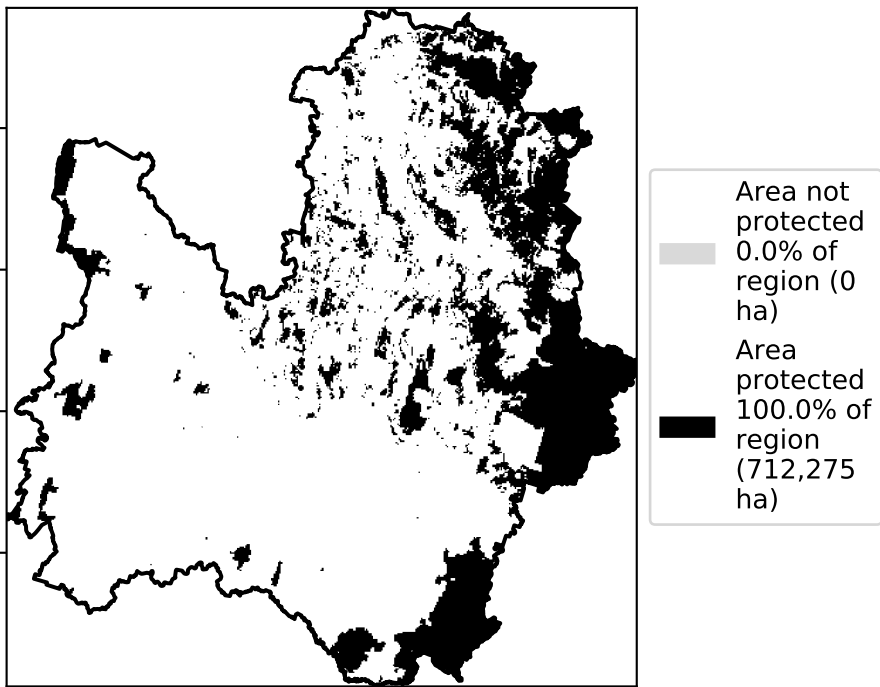 Area not
protected
0.0% of
region (0
ha)
Area
protected
100.0% of
region
(712,275
ha)